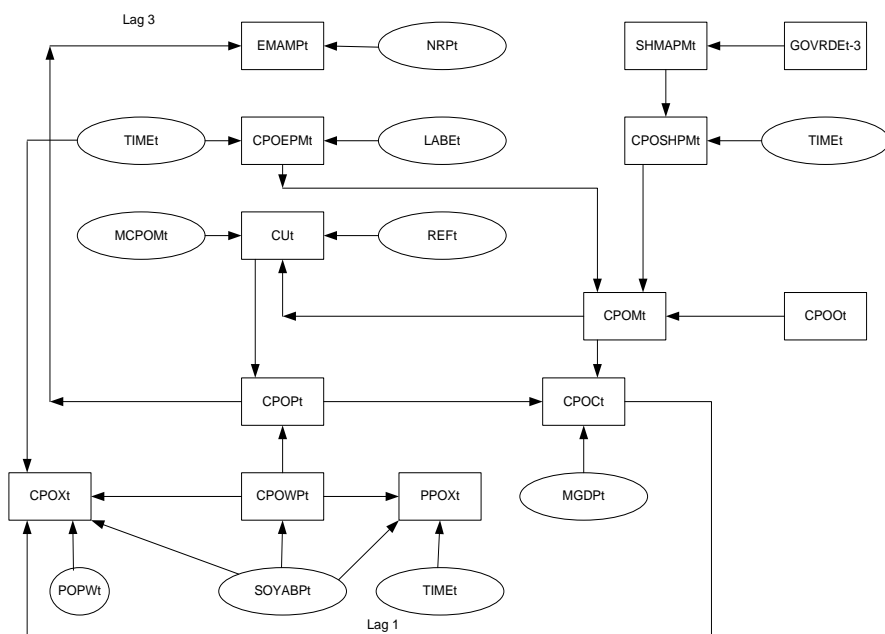 Lag 3
EMAMPt
NRPt
SHMAPMt
GOVRDEt-3
TIMEt
CPOEPMt
LABEt
CPOSHPMt
TIMEt
MCPOMt
CUt
REFt
CPOMt
CPOOt
CPOPt
CPOCt
CPOXt
CPOWPt
PPOXt
MGDPt
POPWt
SOYABPt
TIMEt
Lag 1